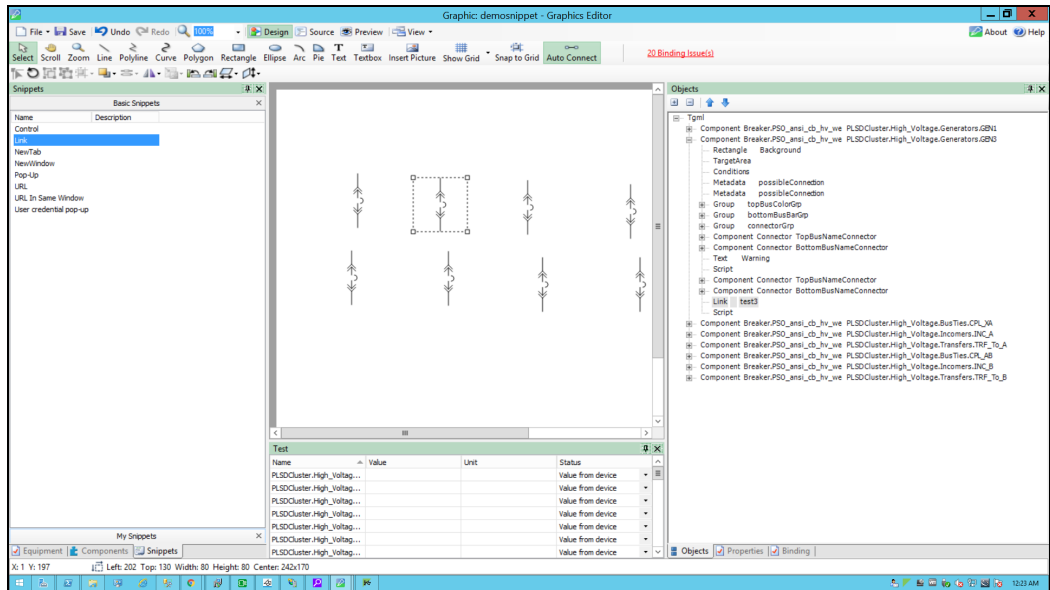 Graphic: demosnippet - Graphics Editor
File Save Undo Redo 100% Design Source Preview View About Help
Select Scroll Zoom Line Polyline Curve Polygon Rectangle Ellipse Arc Pie Text Textbox Insert Picture Show Grid Snap to Grid Auto Connect 20 Binding Issue(s)
Snippets
Basic Snippets
Name Description
Control
Link
NewTab
NewWindow
Pop-Up
URL
URL In Same Window
User credential pop-up
My Snippets
Equipment Components Snippets
Test
Name Value Unit Status
PLSDCluster.High_Voltag... Value from device
PLSDCluster.High_Voltag... Value from device
PLSDCluster.High_Voltag... Value from device
PLSDCluster.High_Voltag... Value from device
PLSDCluster.High_Voltag... Value from device
PLSDCluster.High_Voltag... Value from device
PLSDCluster.High_Voltag... Value from device
Objects
Tgml
Component Breaker.PSO_ansi_cb_hv_we PLSDCluster.High_Voltage.Generators.GEN1
Component Breaker.PSO_ansi_cb_hv_we PLSDCluster.High_Voltage.Generators.GEN3
Rectangle Background
TargetArea
Conditions
Metadata possibleConnection
Metadata possibleConnection
Group topBusColorGrp
Group bottomBusBarGrp
Group connectorGrp
Component Connector TopBusNameConnector
Component Connector BottomBusNameConnector
Text Warning
Script
Component Connector TopBusNameConnector
Component Connector BottomBusNameConnector
Link test3
Script
Component Breaker.PSO_ansi_cb_hv_we PLSDCluster.High_Voltage.BusTies.CPL_XA
Component Breaker.PSO_ansi_cb_hv_we PLSDCluster.High_Voltage.Incomers.INC_A
Component Breaker.PSO_ansi_cb_hv_we PLSDCluster.High_Voltage.Transfers.TRF_To_A
Component Breaker.PSO_ansi_cb_hv_we PLSDCluster.High_Voltage.BusTies.CPL_AB
Component Breaker.PSO_ansi_cb_hv_we PLSDCluster.High_Voltage.Incomers.INC_B
Component Breaker.PSO_ansi_cb_hv_we PLSDCluster.High_Voltage.Transfers.TRF_To_B
Objects Properties Binding
X: 1 Y: 197 Left: 202 Top: 130 Width: 80 Height: 80 Center: 242x170
12:23 AM